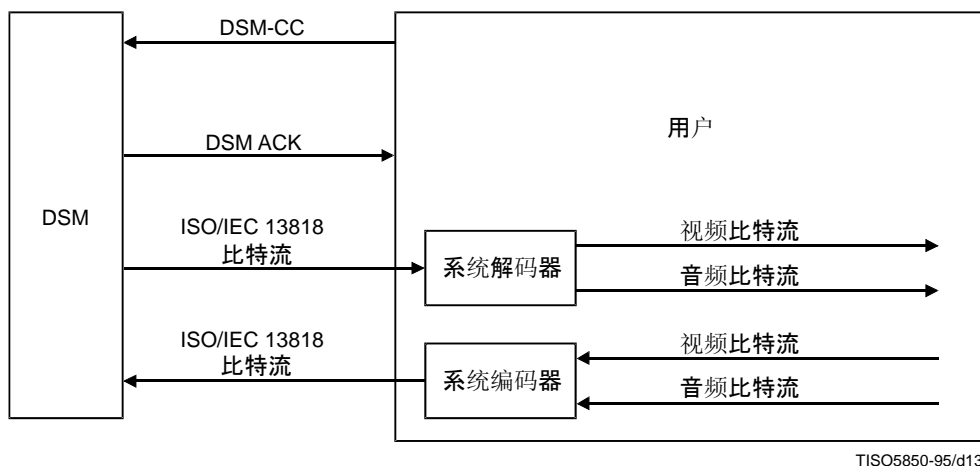 DSM-CC
用户
DSM ACK
DSM
ISO/IEC 13818
比特流
系统解码器
视频比特流
音频比特流
ISO/IEC 13818
比特流
系统编码器
视频比特流
音频比特流
TISO5850-95/d13